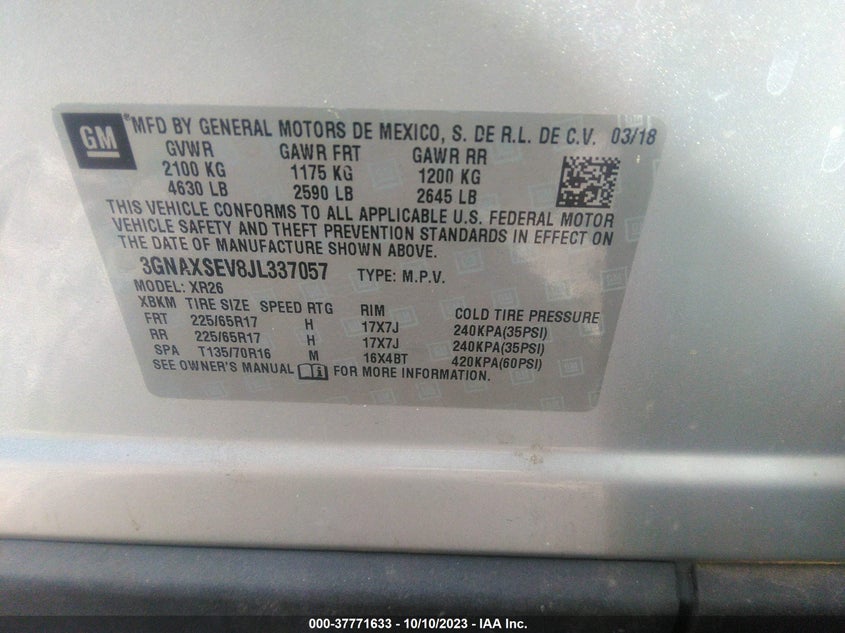 GM
®MFD BY GENERAL MOTORS DE MEXICO, S. DE R.L. DE C.V. 03/18
GVWR GAWR FRT GAWR RR
2100 KG 1175 KG 1200 KG
4630 LB 2590 LB 2645 LB
THIS VEHICLE CONFORMS TO ALL APPLICABLE U.S. FEDERAL MOTOR
VEHICLE SAFETY AND THEFT PREVENTION STANDARDS IN EFFECT ON
THE DATE OF MANUFACTURE SHOWN ABOVE.
3GNAXSEV8JL337057 TYPE: M.P.V.
MODEL: XR26
XBKM TIRE SIZE SPEED RTG RIM COLD TIRE PRESSURE
FRT 225/65R17 H 17X7J 240KPA(35PSI)
RR 225/65R17 H 17X7J 240KPA(35PSI)
SPA T135/70R16 M 16X4BT 420KPA(60PSI)
SEE OWNER'S MANUAL FOR MORE INFORMATION.
000-37771633 - 10/10/2023 - IAA Inc.